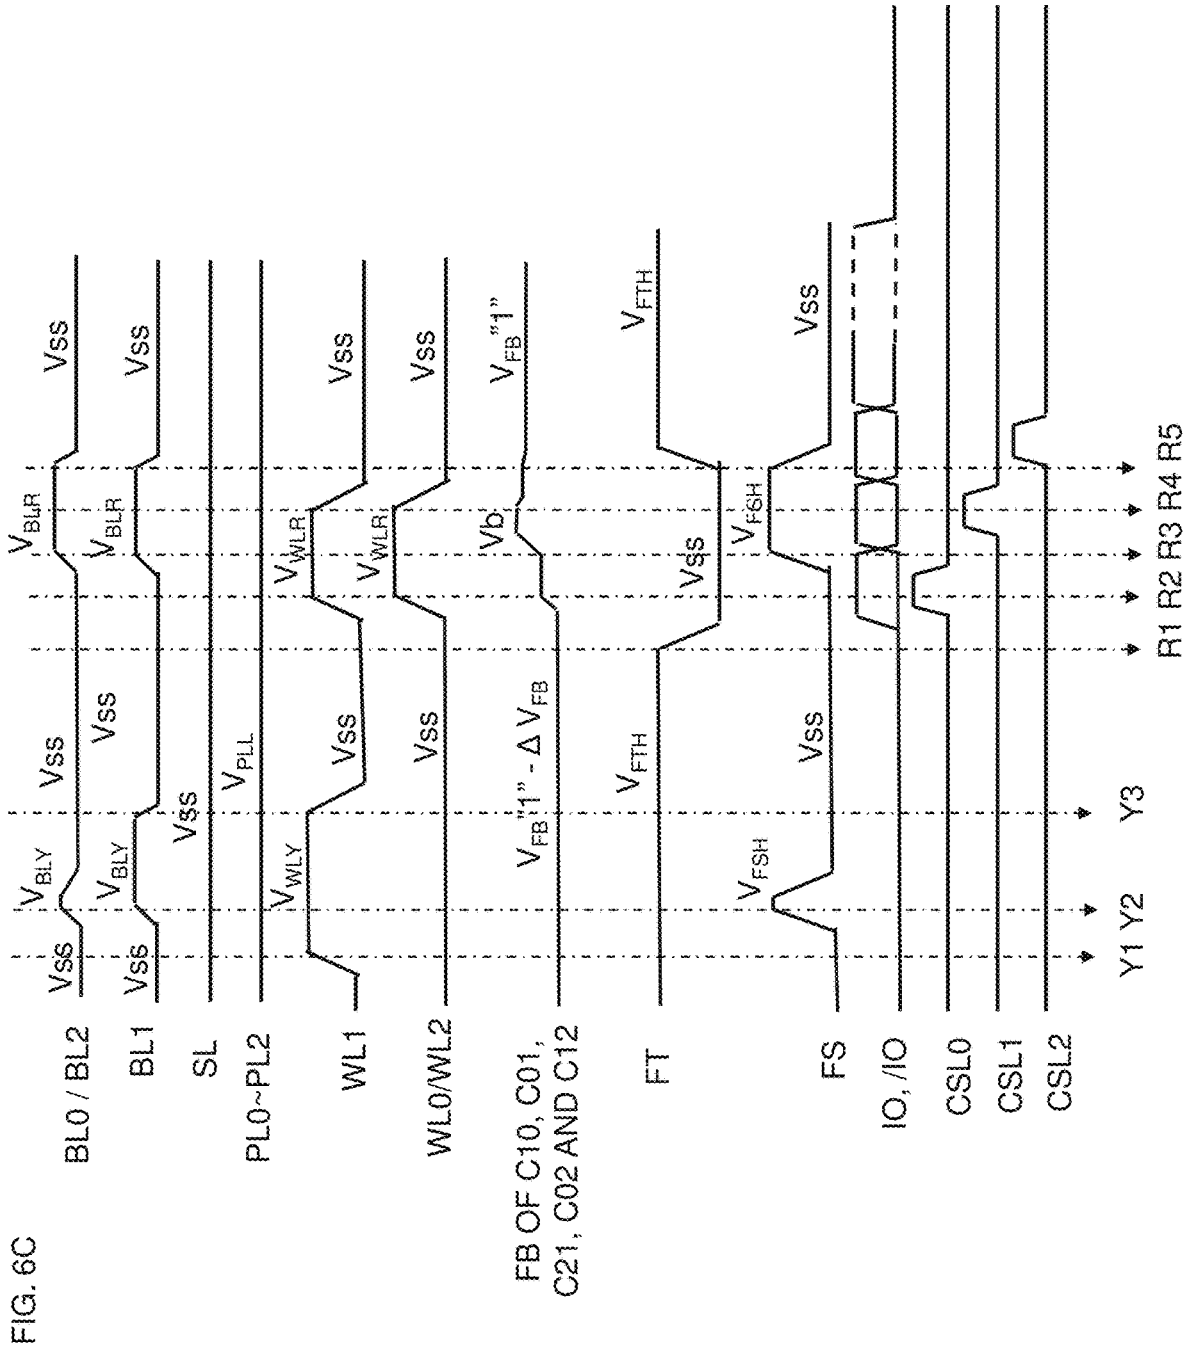 FIG. 6C
BL0 / BL2
Vss
VBLY
Vss
VBLR
Vss
BL1
Vss
VBLY
Vss
VBLR
Vss
SL
Vss
PL0~PL2
VPLL
WL1
VWLY
Vss
VWLR
Vss
WL0/WL2
Vss
VWLR
Vss
FB OF C10, C01,
C21, C02 AND C12
VFB"1" - Δ VFB
Vb
VFB"1"
FT
VFTH
Vss
VFTH
FS
VFSH
Vss
VFSH
Vss
IO, /IO
CSL0
CSL1
CSL2
Y1 Y2 Y3 R1 R2 R3 R4 R5